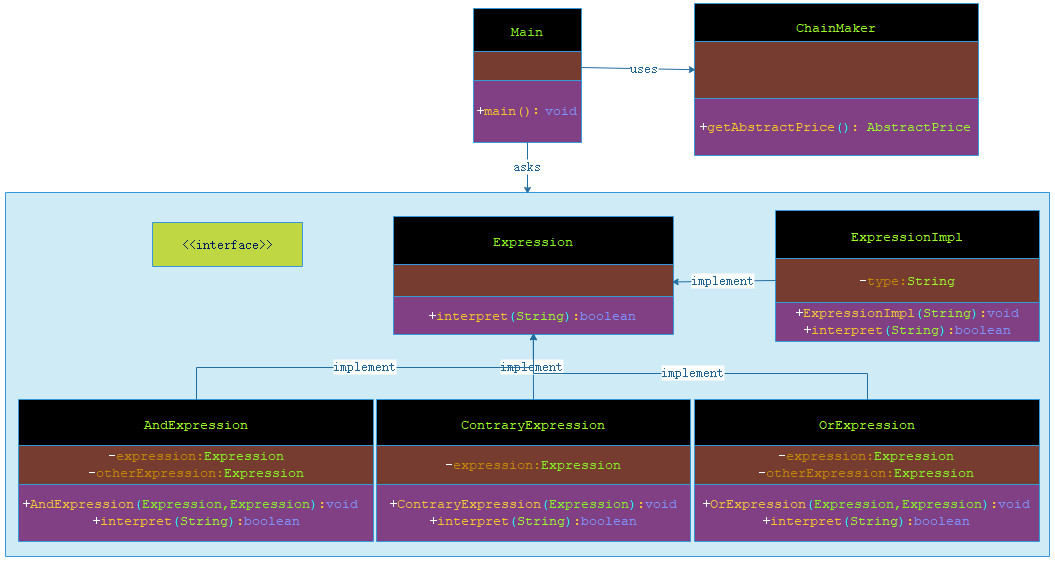 Main
+main(): void
uses
ChainMaker
+getAbstractPrice(): AbstractPrice
asks
<<interface>>
Expression
+interpret(String):boolean
implement
ExpressionImpl
-type:String
+ExpressionImpl(String):void
+interpret(String):boolean
implement
implement
implement
AndExpression
-expression:Expression
-otherExpression:Expression
+AndExpression(Expression,Expression):void
+interpret(String):boolean
ContraryExpression
-expression:Expression
+ContraryExpression(Expression):void
+interpret(String):boolean
OrExpression
-expression:Expression
-otherExpression:Expression
+OrExpression(Expression,Expression):void
+interpret(String):boolean